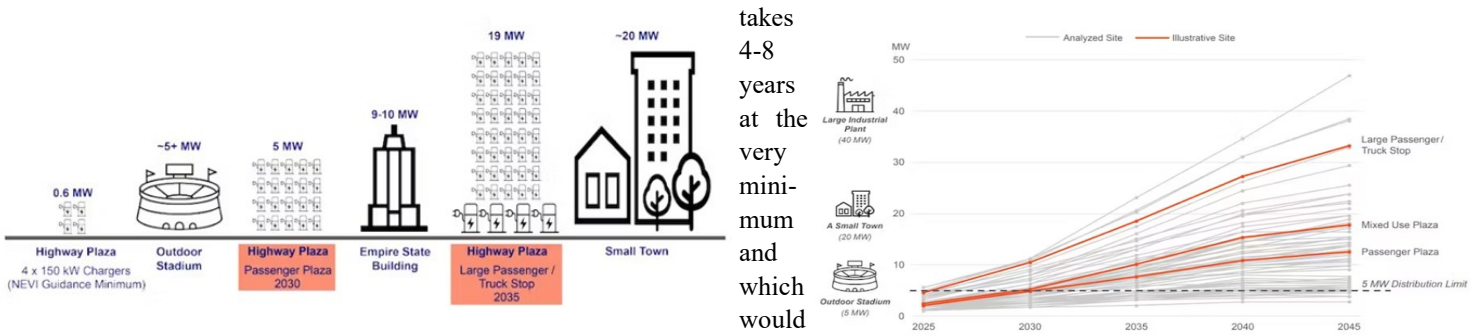 0.6 MW
~5+ MW
5 MW
9-10 MW
19 MW
~20 MW
Highway Plaza
4 x 150 kW Chargers
(NEVI Guidance Minimum)
Outdoor
Stadium
Highway Plaza
Passenger Plaza
2030
Empire State
Building
Highway Plaza
Large Passenger /
Truck Stop
2035
Small Town
takes
4-8
years
at the
very
mini-
mum
and
which
would
Analyzed Site
Illustrative Site
MW
50
40
30
20
10
0
Large Industrial
Plant
(40 MW)
A Small Town
(20 MW)
Outdoor Stadium
(5 MW)
Large Passenger/
Truck Stop
Mixed Use Plaza
Passenger Plaza
5 MW Distribution Limit
2025
2030
2035
2040
2045